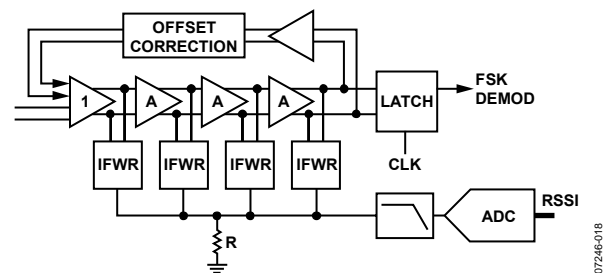 OFFSET
CORRECTION
1
A
A
A
LATCH
FSK
DEMOD
IFWR
IFWR
IFWR
IFWR
CLK
R
ADC
RSSI
07246-018